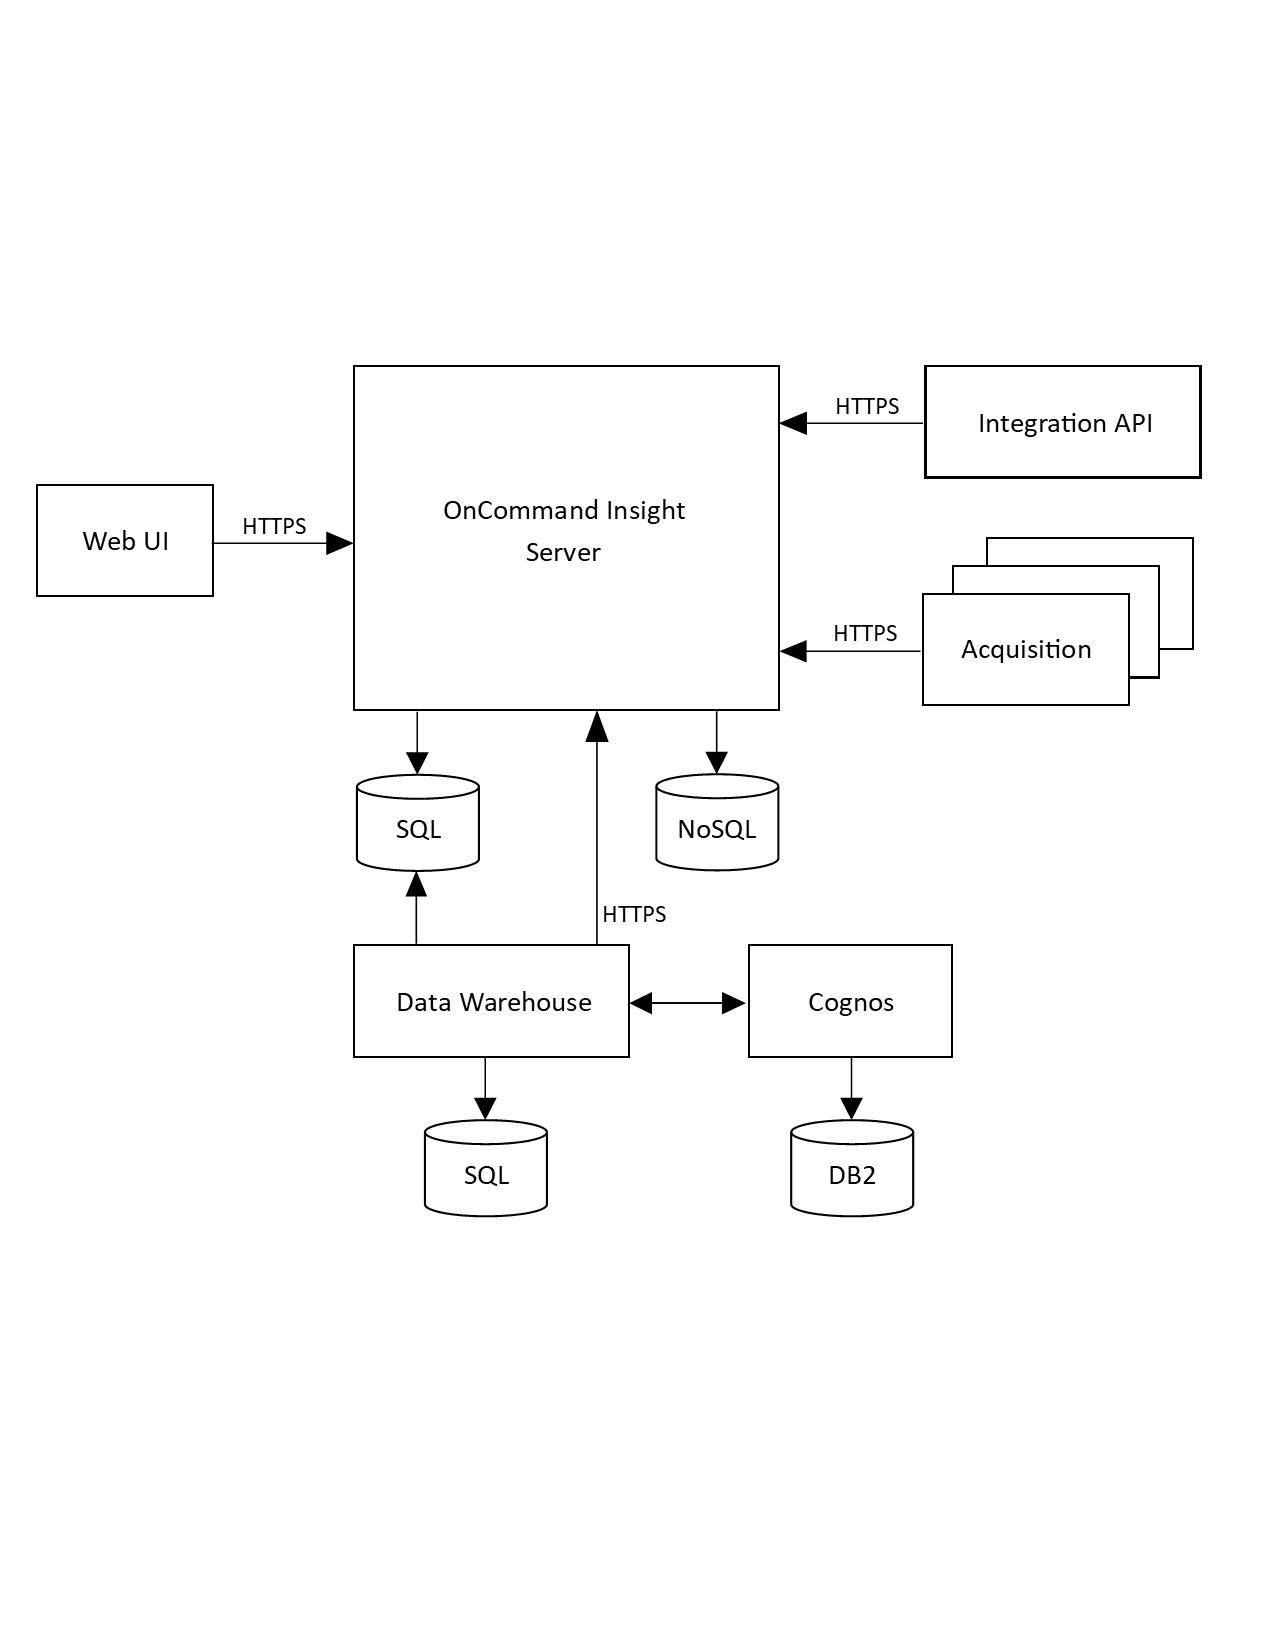 HTTPS
Integration API
OnCommand Insight
Server
HTTPS
Web UI
HTTPS
Acquisition
SQL
NoSQL
HTTPS
Data Warehouse
Cognos
SQL
DB2